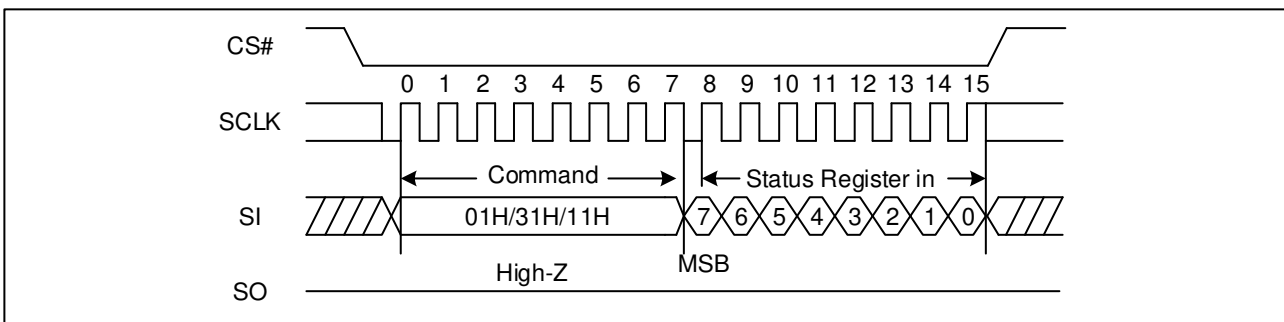 CS#
0 1 2 3 4 5 6 7 8 9 10 11 12 13 14 15
SCLK
Command Status Register in
SI 01H/31H/11H 7 6 5 4 3 2 1 0
High-Z MSB
SO